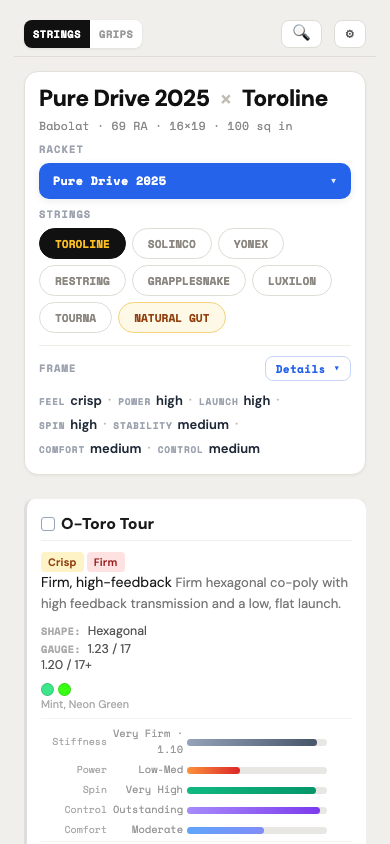 STRINGS GRIPS
Pure Drive 2025 × Toroline
Babolat · 69 RA · 16×19 · 100 sq in
RACKET
Pure Drive 2025
STRINGS
TOROLINE SOLINCO YONEX
RESTRING GRAPPLESNAKE LUXILON
TOURNA NATURAL GUT
FRAME Details
FEEL crisp · POWER high · LAUNCH high ·
SPIN high · STABILITY medium ·
COMFORT medium · CONTROL medium
O-Toro Tour
Crisp Firm
Firm, high-feedback Firm hexagonal co-poly with
high feedback transmission and a low, flat launch.
SHAPE: Hexagonal
GAUGE: 1.23 / 17
1.20 / 17+
Mint, Neon Green
Stiffness Very Firm ·
1.10
Power Low-Med
Spin Very High
Control Outstanding
Comfort Moderate